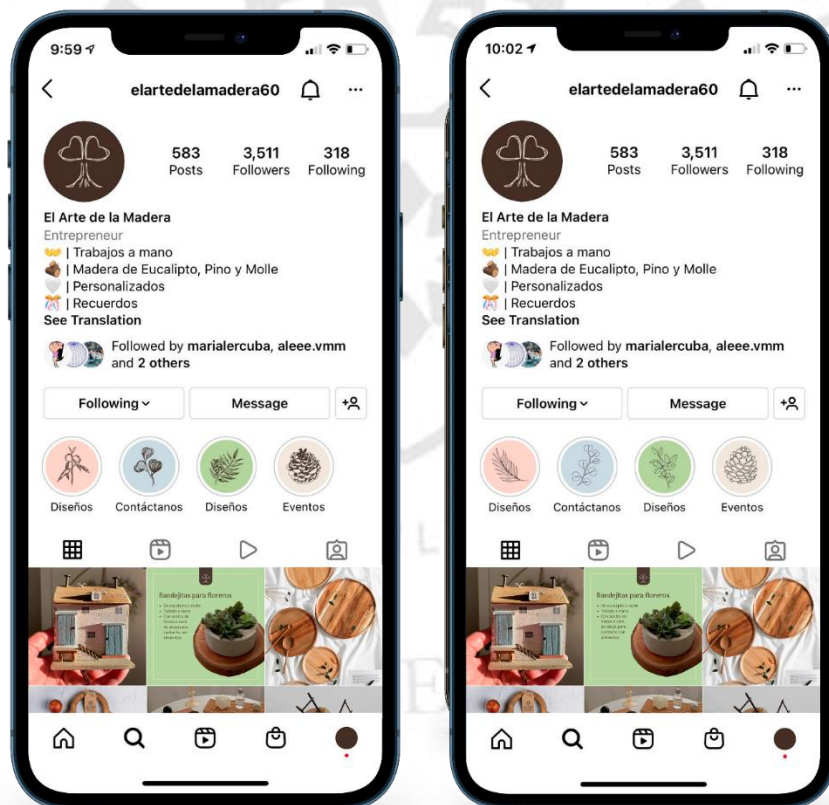 9:59
elartedelamadera60
583 3,511 318
Posts Followers Following
El Arte de la Madera
Entrepreneur
| Trabajos a mano
| Madera de Eucalipto, Pino y Molle
| Personalizados
| Recuerdos
See Translation
Followed by marialercuba, aleee.vmm
and 2 others
Following Message
Diseños Contáctanos Diseños Eventos
Bandejitas para floreros
10:02
elartedelamadera60
583 3,511 318
Posts Followers Following
El Arte de la Madera
Entrepreneur
| Trabajos a mano
| Madera de Eucalipto, Pino y Molle
| Personalizados
| Recuerdos
See Translation
Followed by marialercuba, aleee.vmm
and 2 others
Following Message
Diseños Contáctanos Diseños Eventos
Bandejitas para floreros